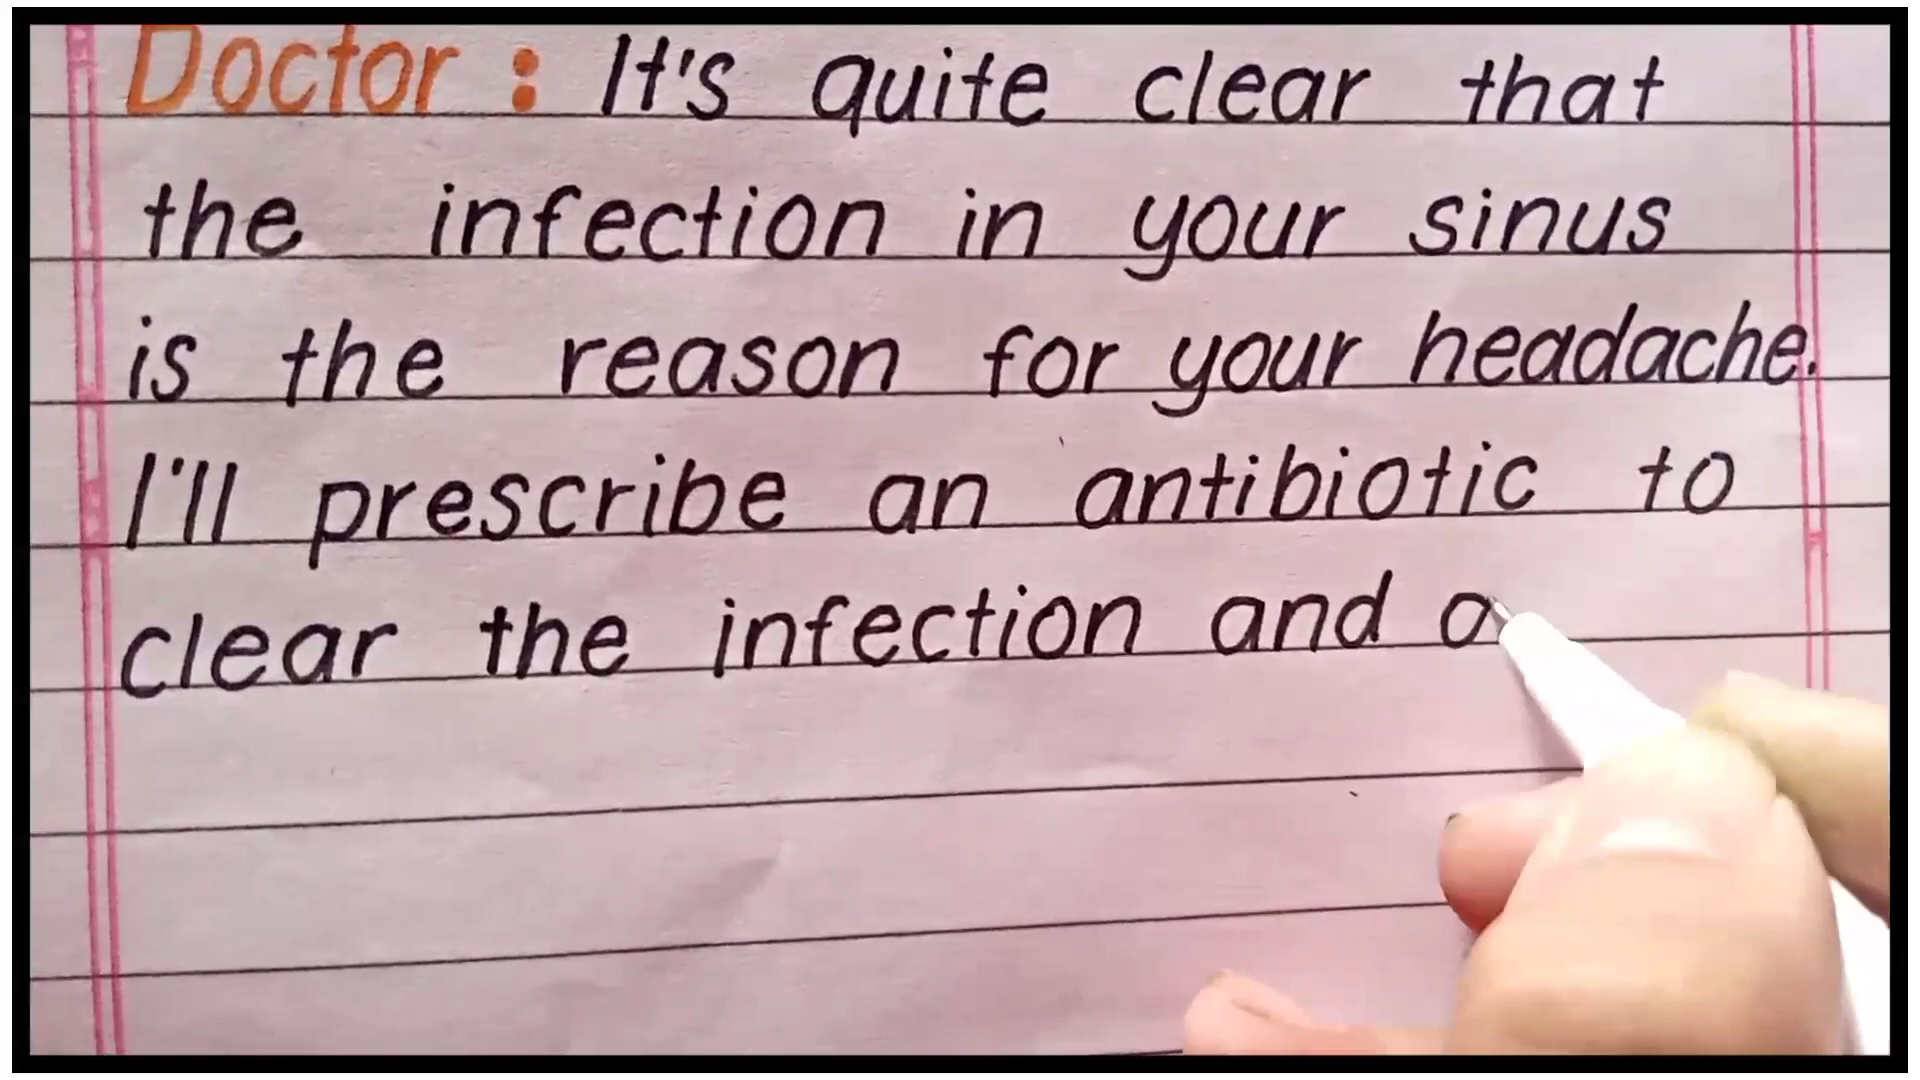 Doctor : It's quite clear that
the infection in your sinus
is the reason for your headache.
I'll prescribe an antibiotic to
clear the infection and a